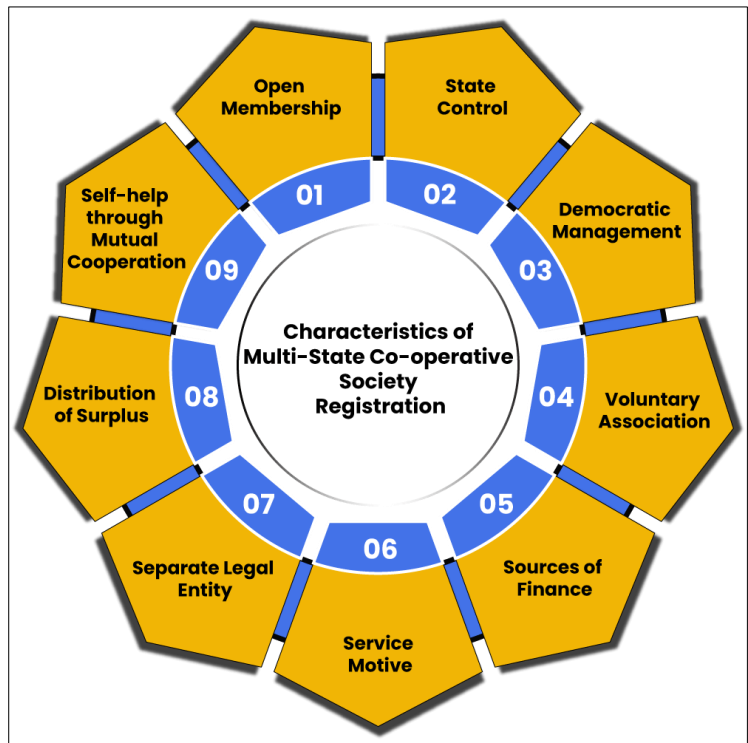 Characteristics of
Multi-State Co-operative
Society
Registration
01
Open
Membership
02
State
Control
03
Democratic
Management
04
Voluntary
Association
05
Sources of
Finance
06
Service
Motive
07
Separate Legal
Entity
08
Distribution
of Surplus
09
Self-help
through
Mutual
Cooperation